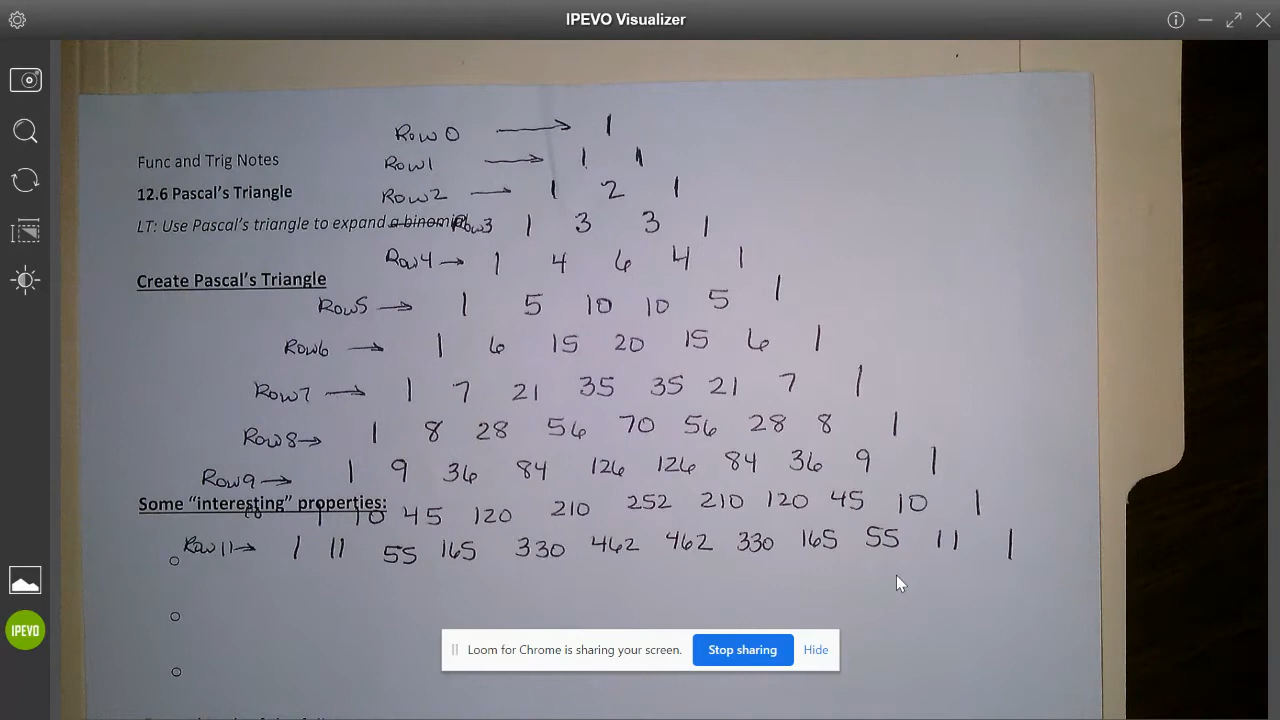 IPEVO Visualizer
Row 0 → 1
Func and Trig Notes Row 1 → 1 1
12.6 Pascal's Triangle Row 2 → 1 2 1
LT: Use Pascal's triangle to expand a binomial Row 3 1 3 3 1
Row 4 → 1 4 6 4 1
Create Pascal's Triangle
Row 5 → 1 5 10 10 5 1
Row 6 → 1 6 15 20 15 6 1
Row 7 → 1 7 21 35 35 21 7 1
Row 8 → 1 8 28 56 70 56 28 8 1
Row 9 → 1 9 36 84 126 126 84 36 9 1
Some "interesting" properties:
10 1 10 45 120 210 252 210 120 45 10 1
Row 11 → 1 11 55 165 330 462 462 330 165 55 11 1
IPEVO
Loom for Chrome is sharing your screen. Stop sharing Hide